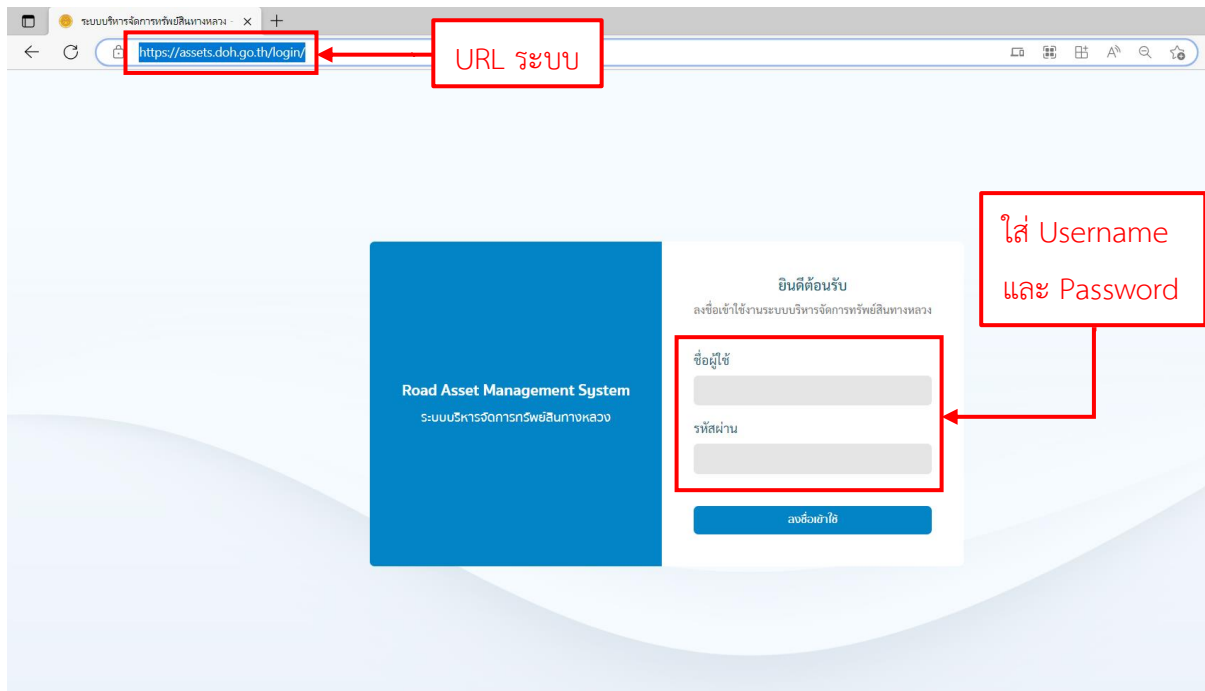 ระบบบริหารจัดการทรัพย์สินทางหลวง -
https://assets.doh.go.th/login/
URL ระบบ
ใส่ Username
และ Password
ยินดีต้อนรับ
ลงชื่อเข้าใช้งานระบบบริหารจัดการทรัพย์สินทางหลวง
ชื่อผู้ใช้
รหัสผ่าน
ลงชื่อเข้าใช้
Road Asset Management System
ระบบบริหารจัดการทรัพย์สินทางหลวง